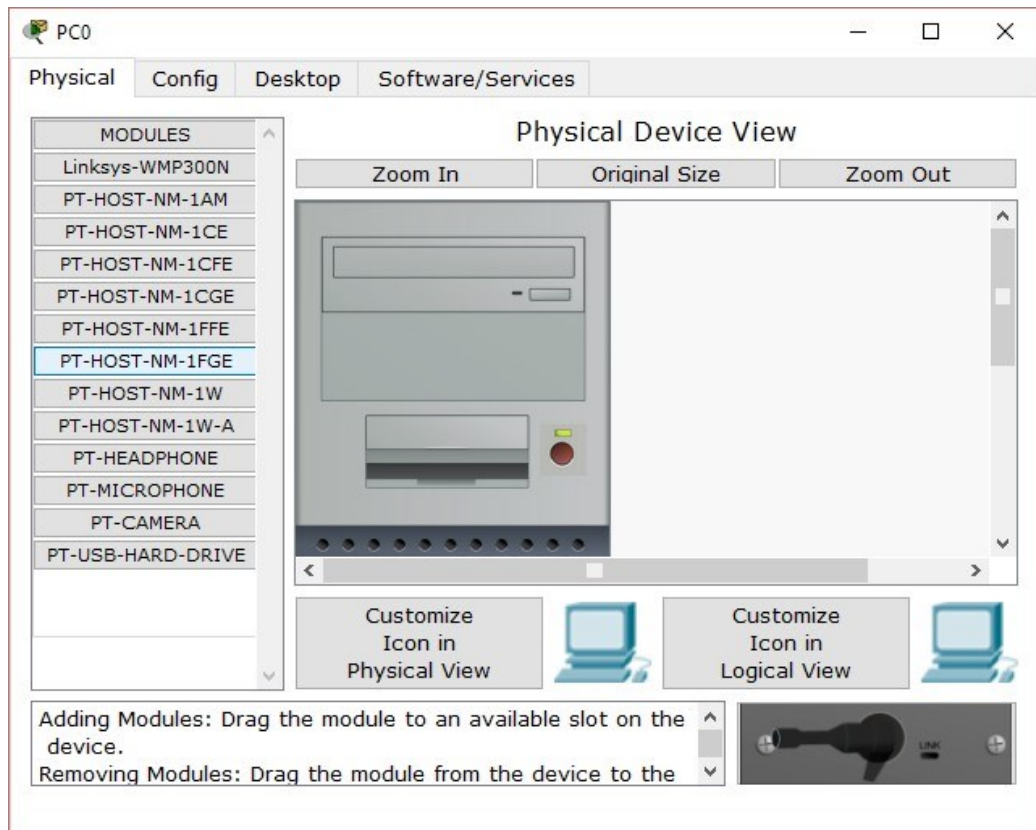 PC0
Physical Config Desktop Software/Services
MODULES
Linksys-WMP300N
PT-HOST-NM-1AM
PT-HOST-NM-1CE
PT-HOST-NM-1CFE
PT-HOST-NM-1CGE
PT-HOST-NM-1FFE
PT-HOST-NM-1FGE
PT-HOST-NM-1W
PT-HOST-NM-1W-A
PT-HEADPHONE
PT-MICROPHONE
PT-CAMERA
PT-USB-HARD-DRIVE
Physical Device View
Zoom In Original Size Zoom Out
Customize
Icon in
Physical View
Customize
Icon in
Logical View
Adding Modules: Drag the module to an available slot on the
device.
Removing Modules: Drag the module from the device to the
LINK